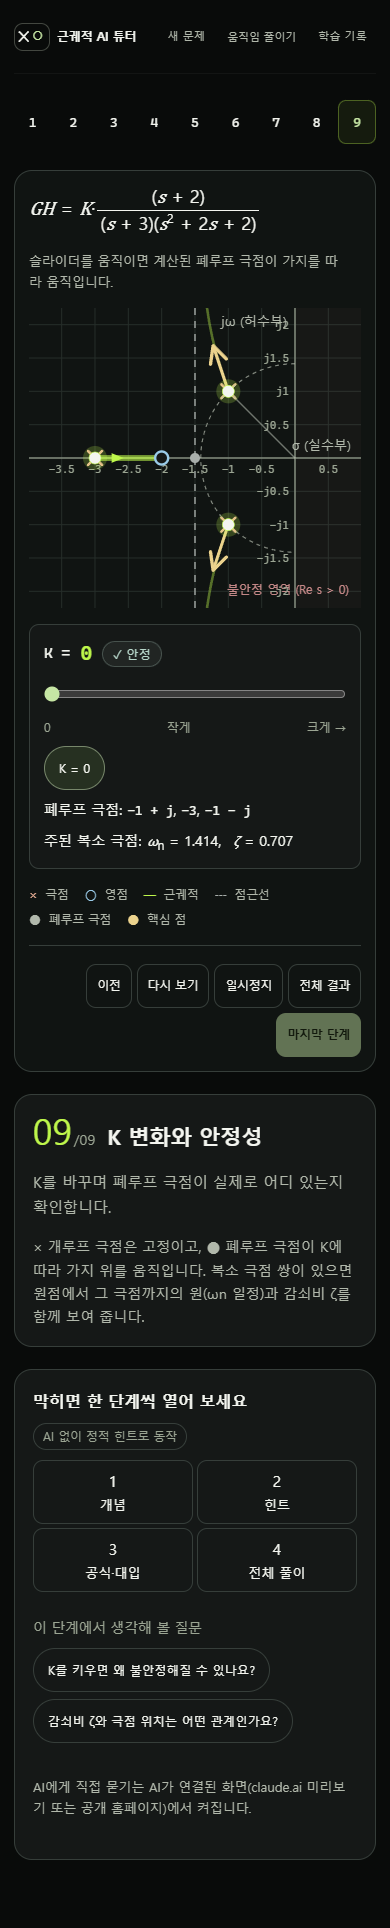 XO 근궤적 AI 튜터 새 문제 움직임 풀이기 학습 기록
1 2 3 4 5 6 7 8 9
GH = K· (s + 2) / (s + 3)(s² + 2s + 2)
슬라이더를 움직이면 계산된 폐루프 극점이 가지를 따
라 움직입니다.
jω (허수부)
j2
j1.5
j1
j0.5
σ (실수부)
−3.5 −3 −2.5 −2 −1.5 −1 −0.5 0.5
−j0.5
−j1
−j1.5
불안정 영역 (Re s > 0)
K = 0 ✓ 안정
0 작게 크게 →
K = 0
폐루프 극점: −1 + j, −3, −1 − j
주된 복소 극점: ωn = 1.414, ζ = 0.707
× 극점 ○ 영점 — 근궤적 --- 점근선
● 폐루프 극점 ● 핵심 점
이전 다시 보기 일시정지 전체 결과
마지막 단계
09/09 K 변화와 안정성
K를 바꾸며 폐루프 극점이 실제로 어디 있는지
확인합니다.
× 개루프 극점은 고정이고, ● 폐루프 극점이 K에
따라 가지 위를 움직입니다. 복소 극점 쌍이 있으면
원점에서 그 극점까지의 원(ωn 일정)과 감쇠비 ζ를
함께 보여 줍니다.
막히면 한 단계씩 열어 보세요
AI 없이 정적 힌트로 동작
1 2
개념 힌트
3 4
공식·대입 전체 풀이
이 단계에서 생각해 볼 질문
K를 키우면 왜 불안정해질 수 있나요?
감쇠비 ζ와 극점 위치는 어떤 관계인가요?
AI에게 직접 묻기는 AI가 연결된 화면(claude.ai 미리보
기 또는 공개 홈페이지)에서 켜집니다.